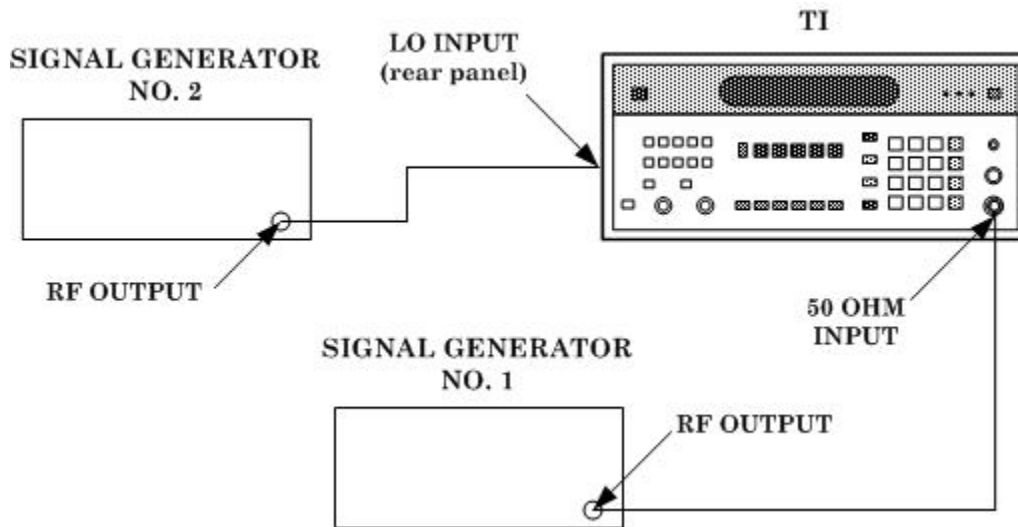 TI
LO INPUT
(rear panel)
SIGNAL GENERATOR
NO. 2
RF OUTPUT
50 OHM
INPUT
SIGNAL GENERATOR
NO. 1
RF OUTPUT